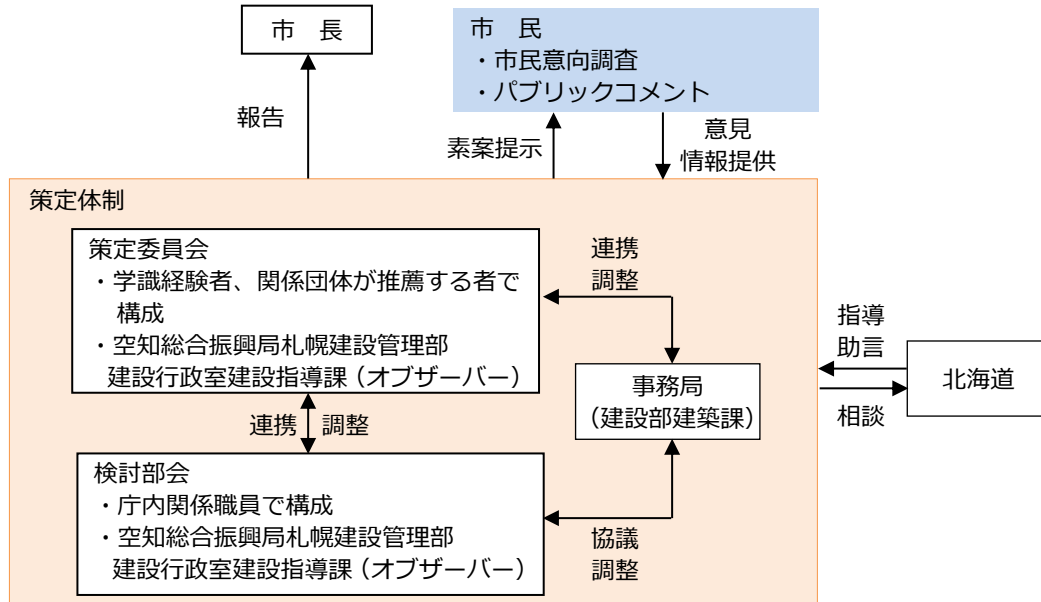 市　長
市　民
・市民意向調査
・パブリックコメント
報告
素案提示
意見
情報提供
策定体制
策定委員会
・学識経験者、関係団体が推薦する者で
構成
・空知総合振興局札幌建設管理部
建設行政室建設指導課（オブザーバー）
連携
調整
指導
助言
北海道
相談
事務局
（建設部建築課）
連携　調整
検討部会
・庁内関係職員で構成
・空知総合振興局札幌建設管理部
建設行政室建設指導課（オブザーバー）
協議
調整